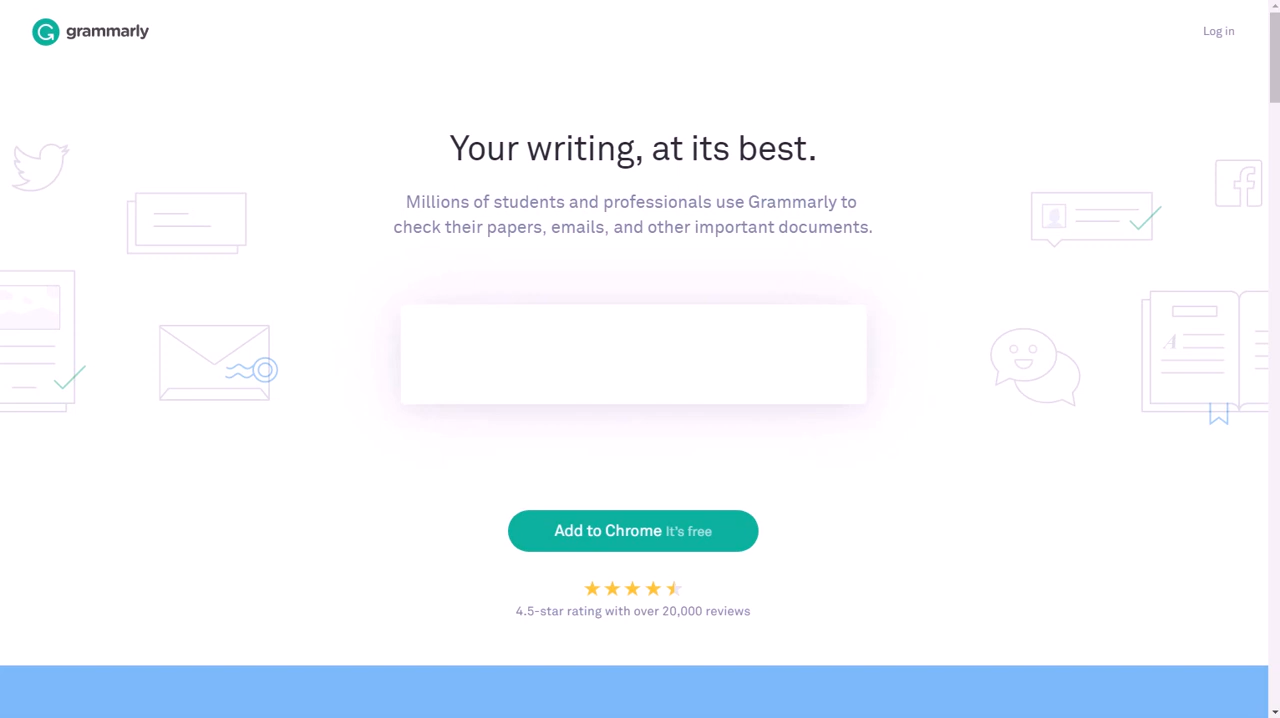 grammarly
Log in
Your writing, at its best.
Millions of students and professionals use Grammarly to
check their papers, emails, and other important documents.
Add to Chrome It's free
4.5-star rating with over 20,000 reviews